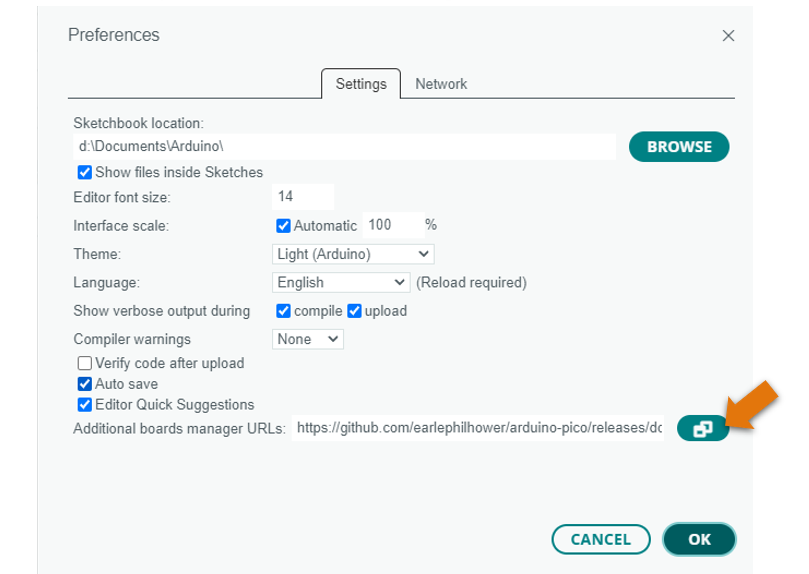 Preferences
Settings Network
Sketchbook location:
d:\Documents\Arduino\
BROWSE
Show files inside Sketches
Editor font size: 14
Interface scale: Automatic 100 %
Theme: Light (Arduino)
Language: English (Reload required)
Show verbose output during compile upload
Compiler warnings None
Verify code after upload
Auto save
Editor Quick Suggestions
Additional boards manager URLs: https://github.com/earlephilhower/arduino-pico/releases/dc
CANCEL OK